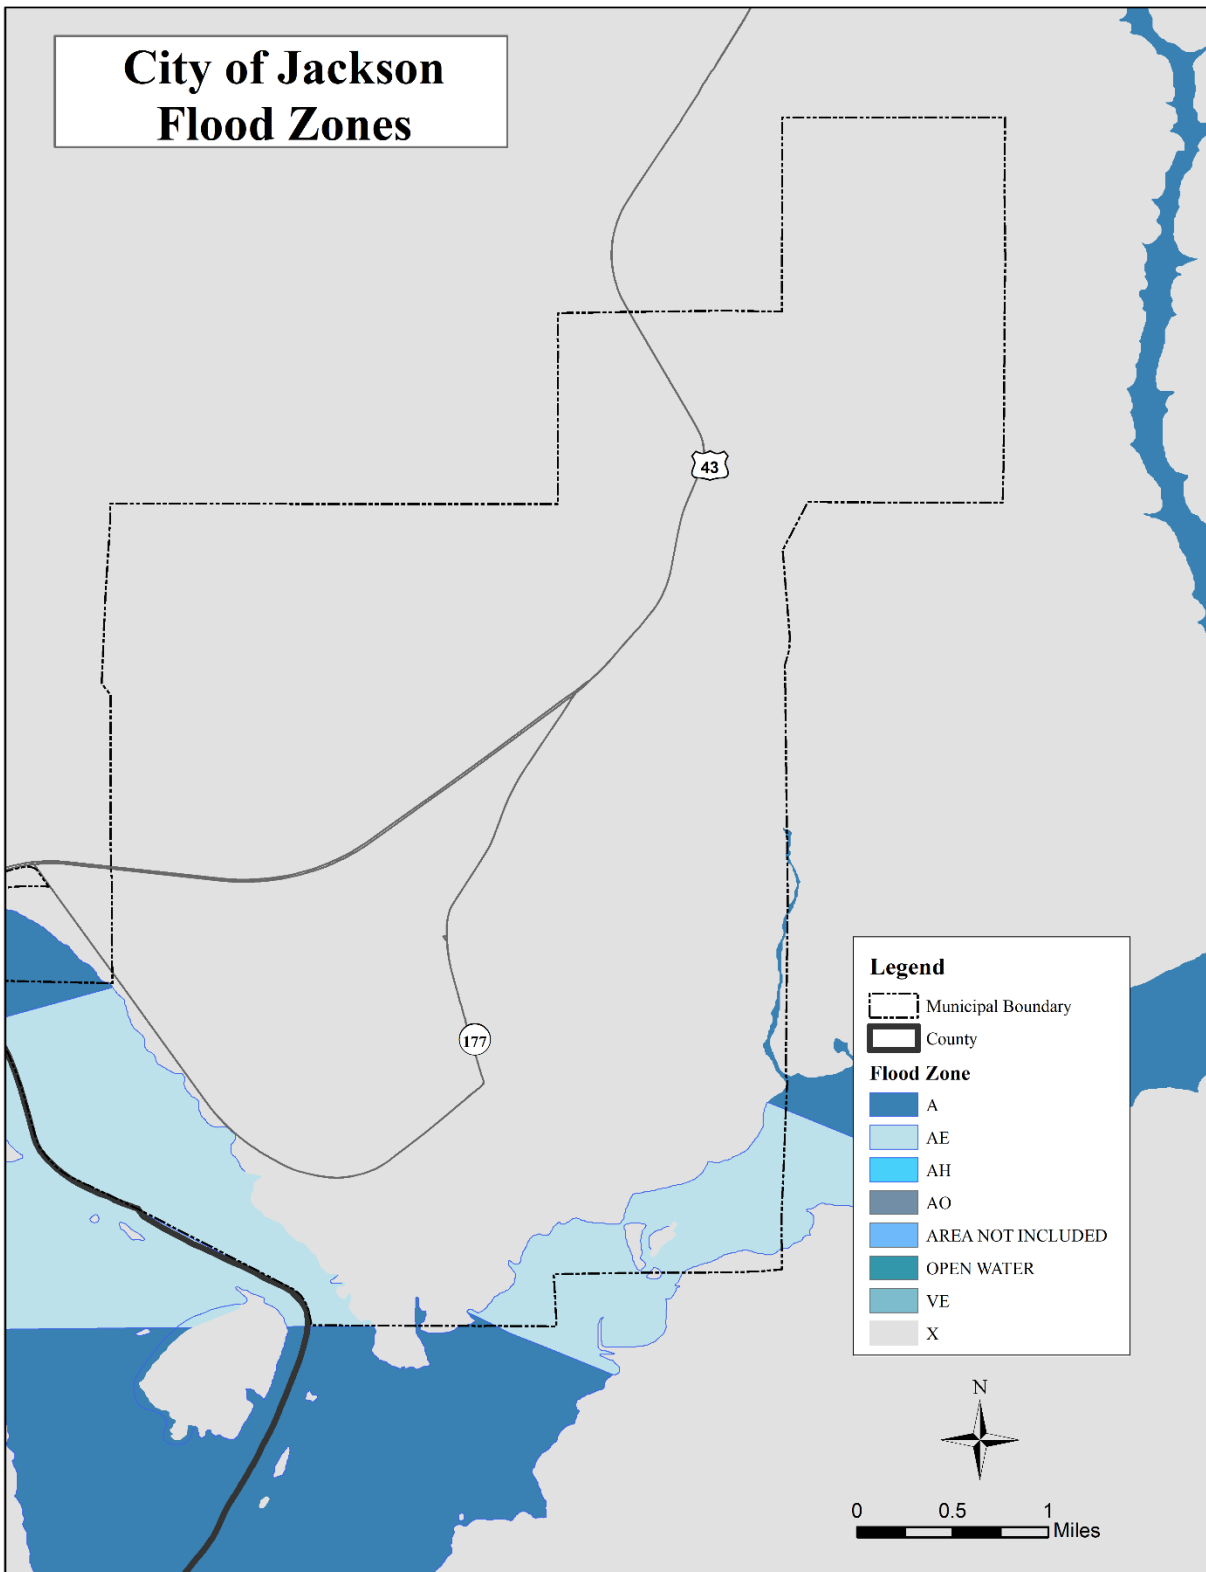 City of Jackson
Flood Zones
43
177
Legend
Municipal Boundary
County
Flood Zone
A
AE
AH
AO
AREA NOT INCLUDED
OPEN WATER
VE
X
N
0 0.5 1
Miles